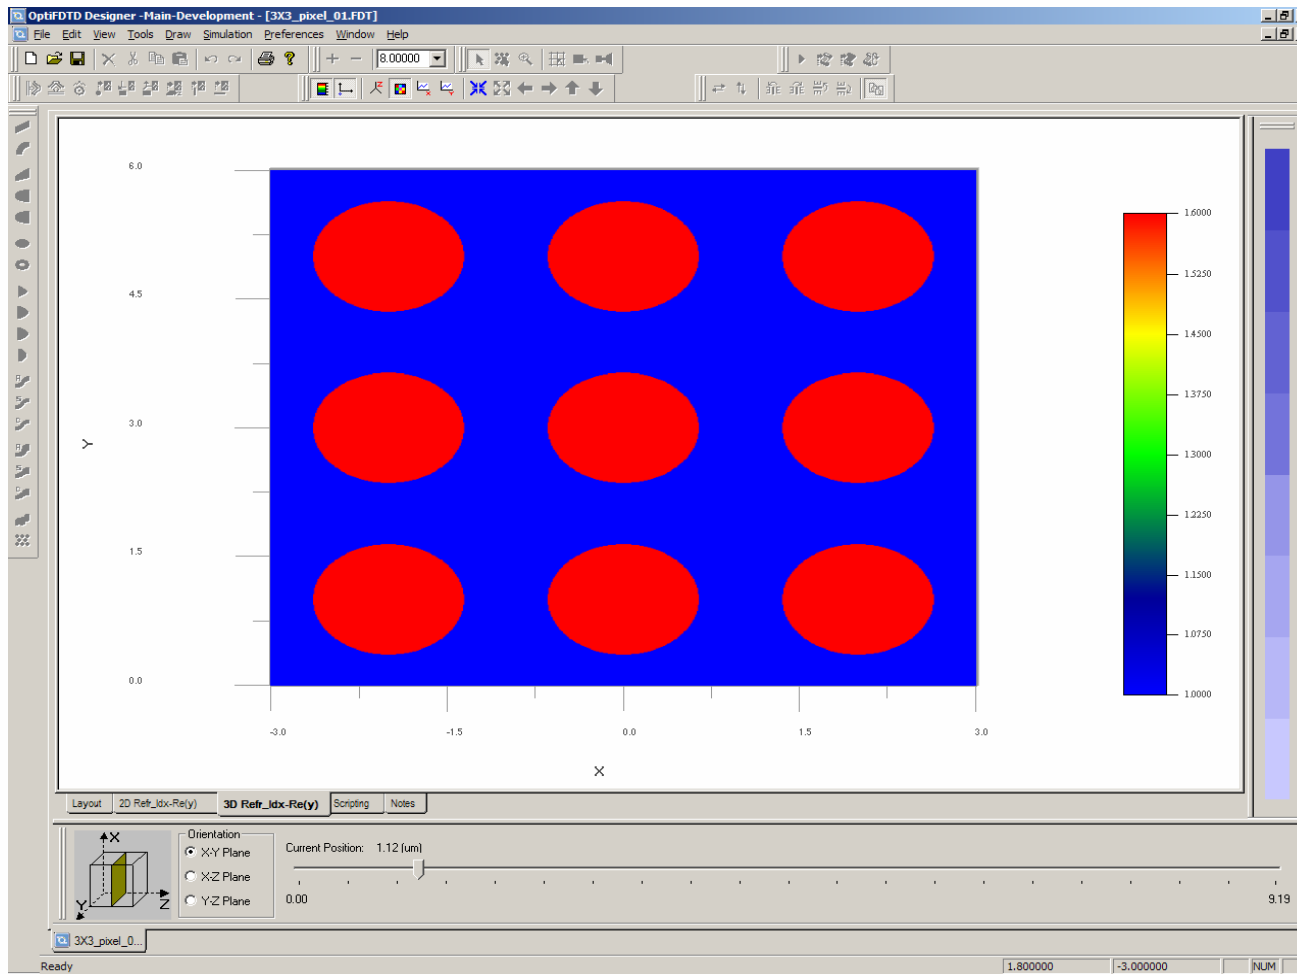 OptiFDTD Designer -Main-Development - [3X3_pixel_01.FDT]
File Edit View Tools Draw Simulation Preferences Window Help
8.00000
6.0
4.5
3.0
1.5
0.0
Y
-3.0 -1.5 0.0 1.5 3.0
X
1.6000
1.5250
1.4500
1.3750
1.3000
1.2250
1.1500
1.0750
1.0000
Layout 2D Refr_Idx-Re(y) 3D Refr_Idx-Re(y) Scripting Notes
X
Y
Z
Orientation
X-Y Plane
X-Z Plane
Y-Z Plane
Current Position: 1.12 (um)
0.00 9.19
3X3_pixel_0...
Ready 1.800000 -3.000000 NUM